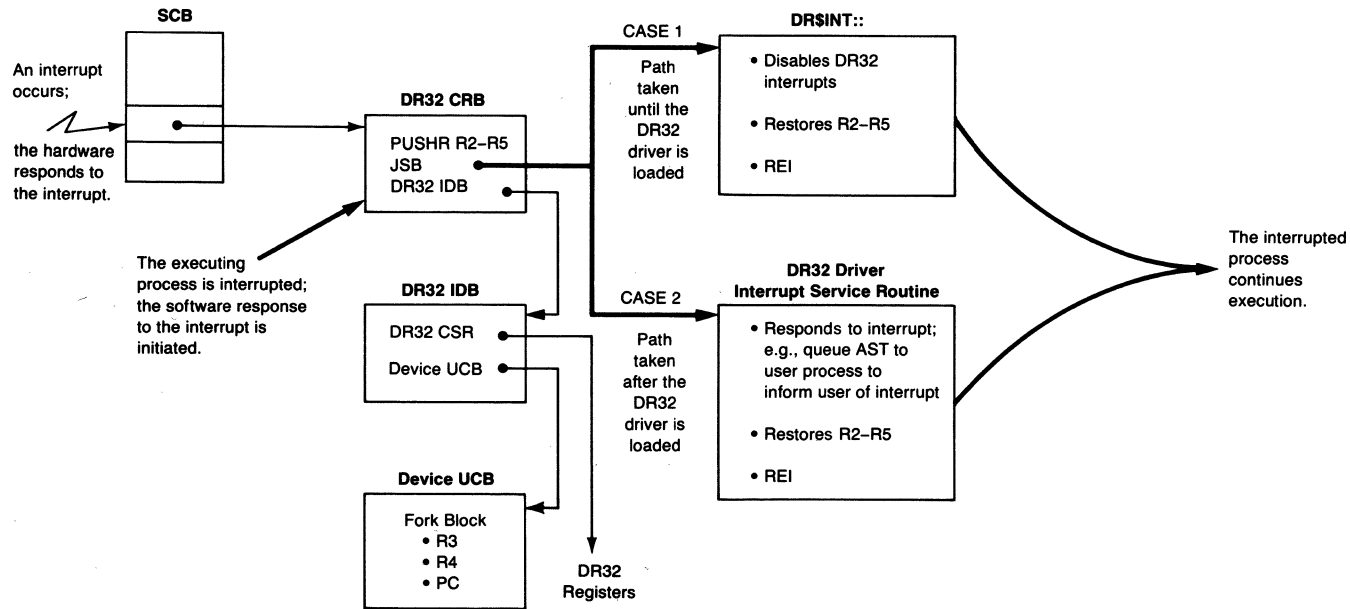 SCB
An interrupt
occurs;
the hardware
responds to
the interrupt.
DR32 CRB
PUSHR R2–R5
JSB
DR32 IDB
The executing
process is interrupted;
the software response
to the interrupt is
initiated.
DR32 IDB
DR32 CSR
Device UCB
Device UCB
Fork Block
• R3
• R4
• PC
DR32
Registers
CASE 1
Path
taken
until the
DR32
driver is
loaded
DR$INT::
• Disables DR32
interrupts
• Restores R2–R5
• REI
CASE 2
Path
taken
after the
DR32
driver is
loaded
DR32 Driver
Interrupt Service Routine
• Responds to interrupt;
e.g., queue AST to
user process to
inform user of interrupt
• Restores R2–R5
• REI
The interrupted
process
continues
execution.